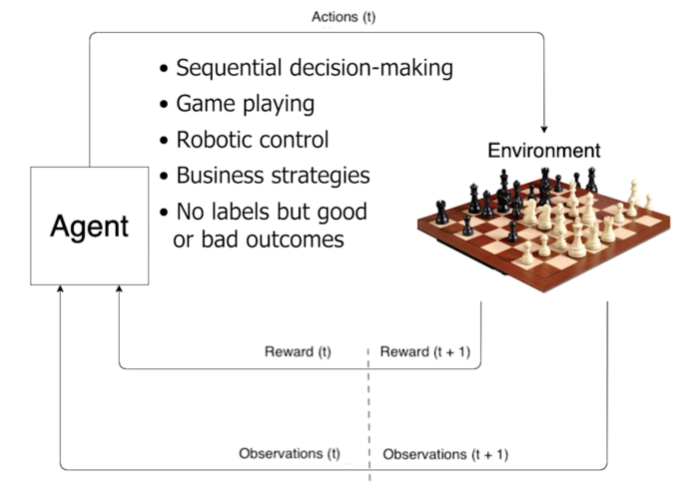 Actions (t)
• Sequential decision-making
• Game playing
• Robotic control
• Business strategies
• No labels but good
or bad outcomes
Environment
Agent
Reward (t)
Reward (t + 1)
Observations (t)
Observations (t + 1)